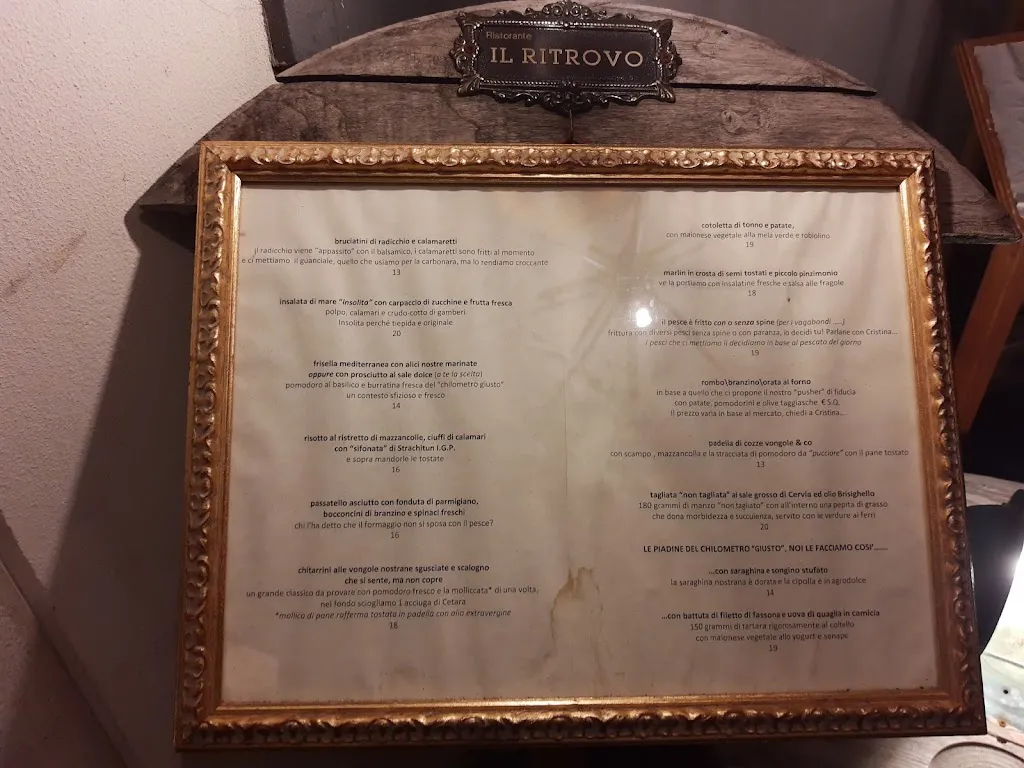 Ristorante
IL RITROVO
bruciatini di radicchio e calamaretti
il radicchio viene "appassito" con il balsamico, i calamaretti sono fritti al momento
e ci mettiamo il guanciale, quello che usiamo per la carbonara, ma lo rendiamo croccante
13
insalata di mare "insolita" con carpaccio di zucchine e frutta fresca
polpo, calamari e crudo-cotto di gamberi
Insolita perché tiepida e originale
20
frisella mediterranea con alici nostre marinate
oppure con prosciutto al sale dolce (a te la scelta)
pomodoro al basilico e burratina fresca del "chilometro giusto"
un contesto sfizioso e fresco
14
risotto al ristretto di mazzancolle, ciuffi di calamari
con "sifonata" di Strachitun I.G.P.
e sopra mandorle le tostate
16
passatello asciutto con fonduta di parmigiano,
bocconcini di branzino e spinaci freschi
chi l'ha detto che il formaggio non si sposa con il pesce?
16
chitarrini alle vongole nostrane sgusciate e scalogno
che si sente, ma non copre
un grande classico da provare con pomodoro fresco e la molliccata* di una volta,
nel fondo sciogliamo 1 acciuga di Cetara
*mollica di pane rafferma tostata in padella con olio extravergine
18
cotoletta di tonno e patate,
con maionese vegetale alla mela verde e robiolino
19
marlin in crosta di semi tostati e piccolo pinzimonio
ve la portiamo con insalatine fresche e salsa alle fragole
18
il pesce è fritto con o senza spine (per i vagabondi .....)
frittura con diversi pesci senza spine o con paranza, lo decidi tu! Parlane con Cristina...
I pesci che ci mettiamo li decidiamo in base al pescato del giorno
19
rombo\branzino\orata al forno
in base a quello che ci propone il nostro "pusher" di fiducia
con patate, pomodorini e olive taggiasche €S.Q.
Il prezzo varia in base al mercato, chiedi a Cristina...
padella di cozze vongole & co
con scampo, mazzancolla e la stracciata di pomodoro da "pucciare" con il pane tostato
13
tagliata "non tagliata" al sale grosso di Cervia ed olio Brisighello
180 grammi di manzo "non tagliato" con all'interno una pepita di grasso
che dona morbidezza e succulenza, servito con le verdure ai ferri
20
LE PIADINE DEL CHILOMETRO "GIUSTO", NOI LE FACCIAMO COSI'.......
...con saraghina e songino stufato
la saraghina nostrana è dorata e la cipolla è in agrodolce
14
...con battuta di filetto di fassona e uova di quaglia in camicia
150 grammi di tartara rigorosamente al coltello
con maionese vegetale allo yogurt e senape
19